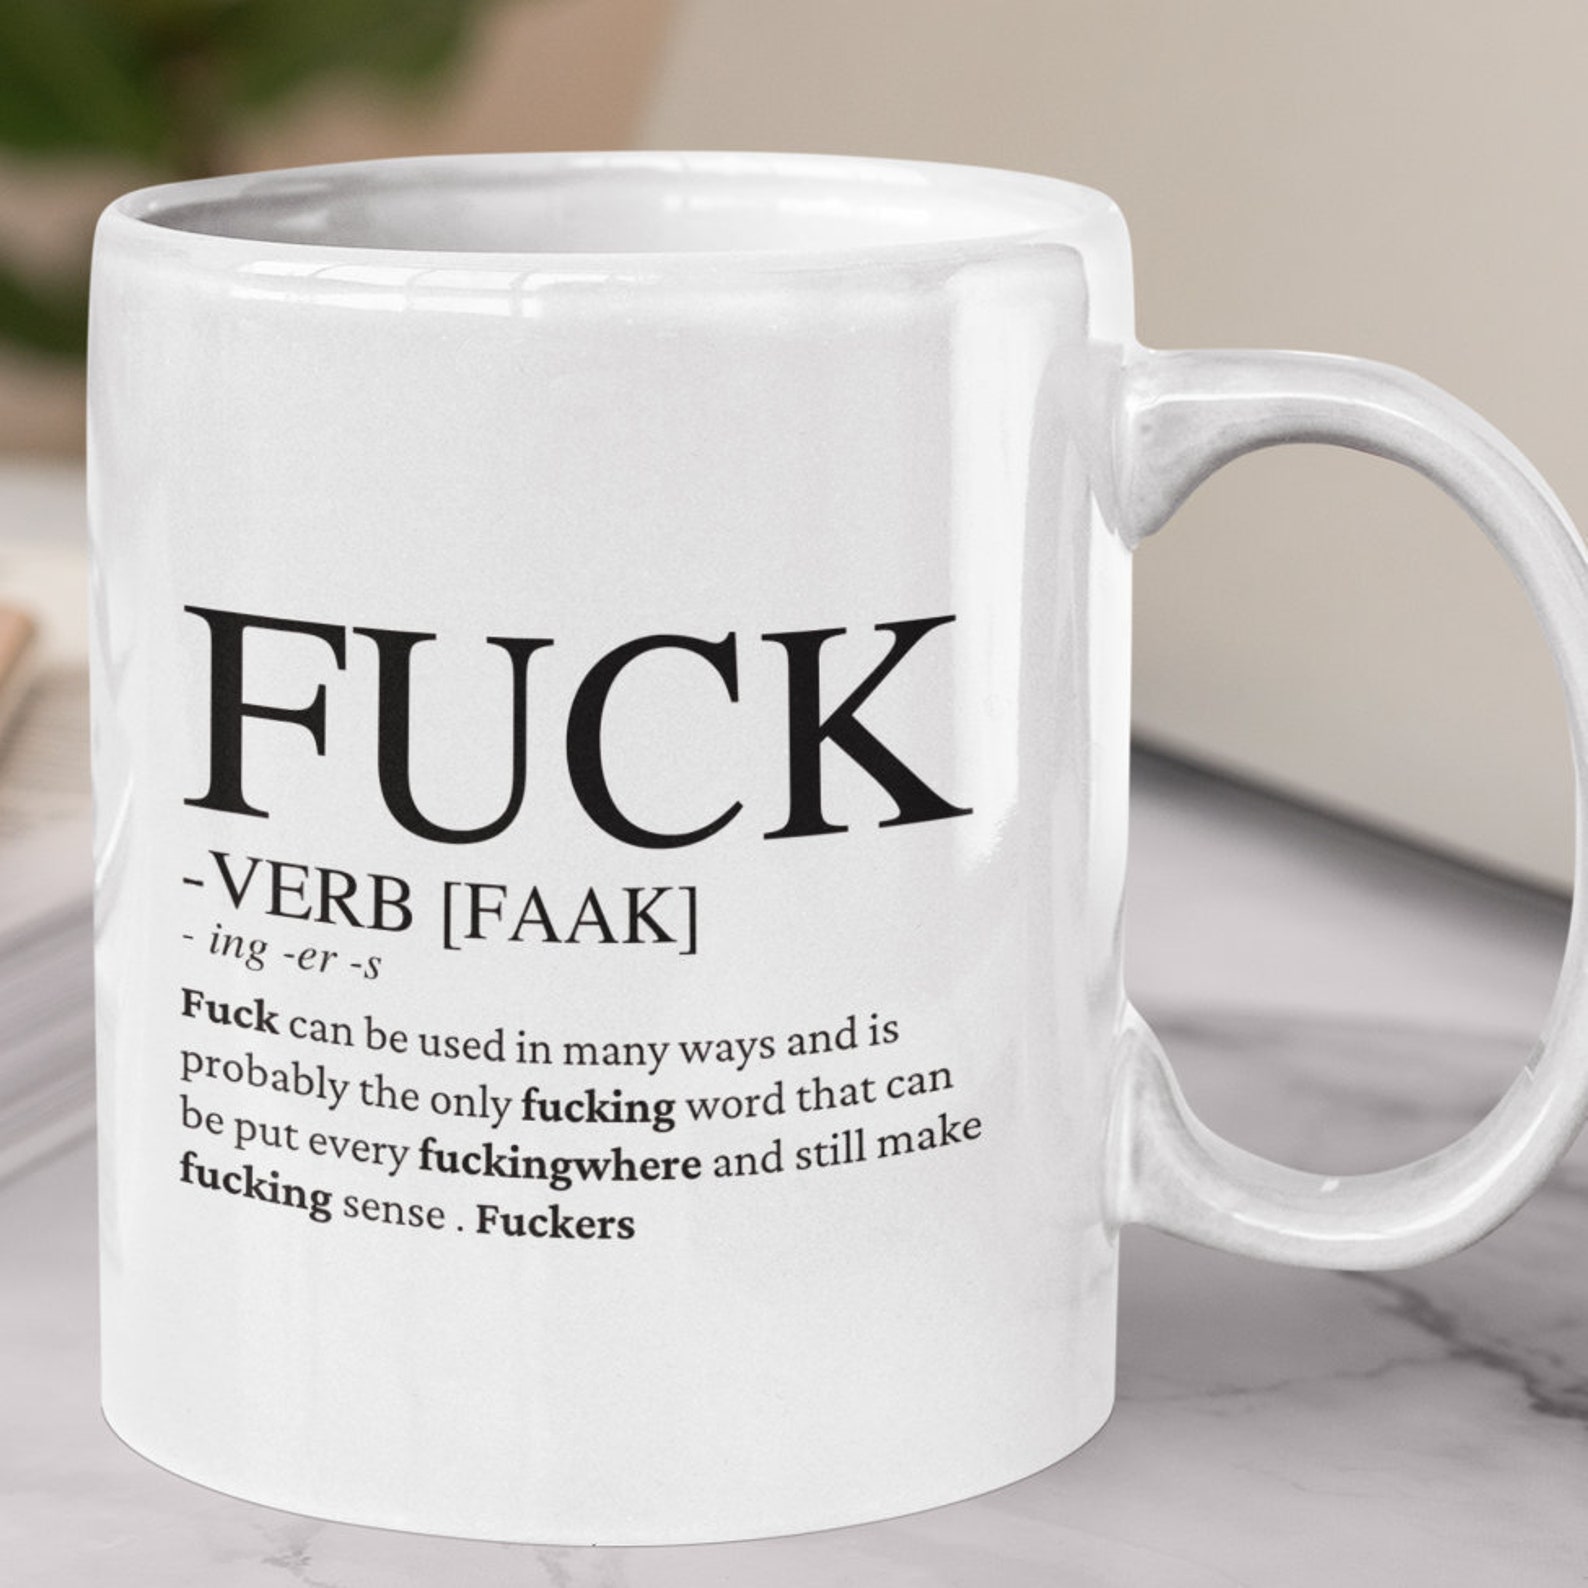 FUCK
-VERB [FAAK]
- ing -er -s
Fuck can be used in many ways and is
probably the only fucking word that can
be put every fuckingwhere and still make
fucking sense . Fuckers